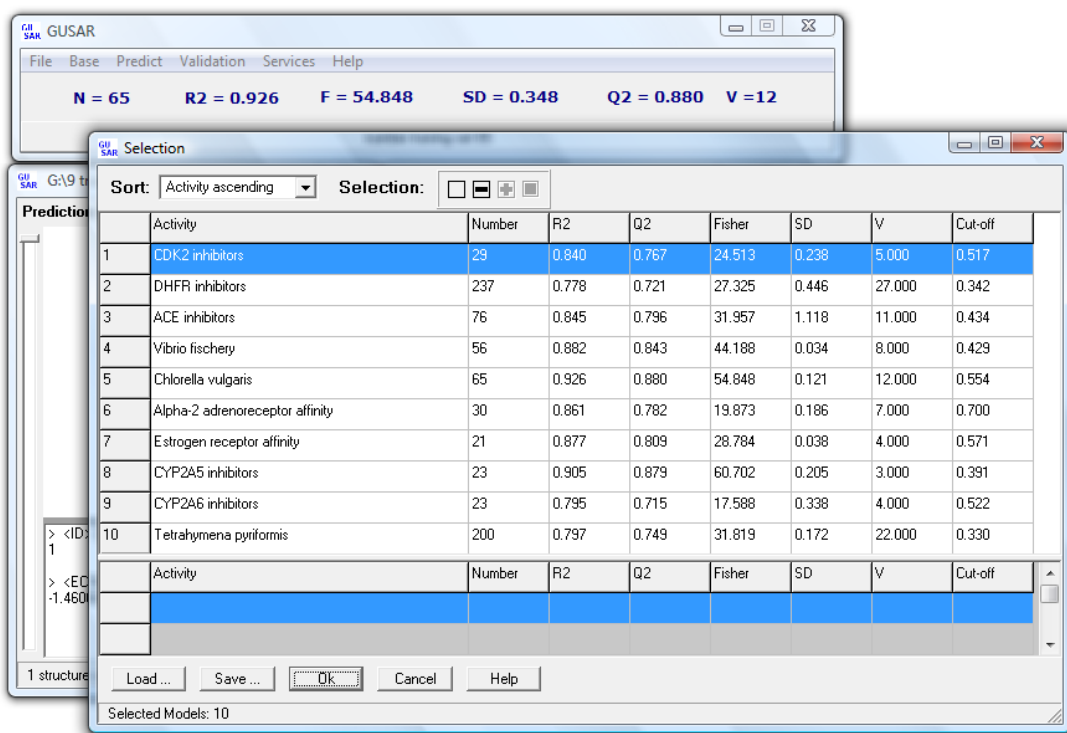 GUSAR GUSAR
File Base Predict Validation Services Help
N = 65 R2 = 0.926 F = 54.848 SD = 0.348 Q2 = 0.880 V =12
GUSAR Selection
GUSAR G:\9 tr
Sort: Activity ascending Selection:
Prediction
Activity Number R2 Q2 Fisher SD V Cut-off
1 CDK2 inhibitors 29 0.840 0.767 24.513 0.238 5.000 0.517
2 DHFR inhibitors 237 0.778 0.721 27.325 0.446 27.000 0.342
3 ACE inhibitors 76 0.845 0.796 31.957 1.118 11.000 0.434
4 Vibrio fischery 56 0.882 0.843 44.188 0.034 8.000 0.429
5 Chlorella vulgaris 65 0.926 0.880 54.848 0.121 12.000 0.554
6 Alpha-2 adrenoreceptor affinity 30 0.861 0.782 19.873 0.186 7.000 0.700
7 Estrogen receptor affinity 21 0.877 0.809 28.784 0.038 4.000 0.571
8 CYP2A5 inhibitors 23 0.905 0.879 60.702 0.205 3.000 0.391
9 CYP2A6 inhibitors 23 0.795 0.715 17.588 0.338 4.000 0.522
10 Tetrahymena pyriformis 200 0.797 0.749 31.819 0.172 22.000 0.330
> <ID>
1
> <EC
-1.460
Activity Number R2 Q2 Fisher SD V Cut-off
1 structure
Load ... Save ... Ok Cancel Help
Selected Models: 10